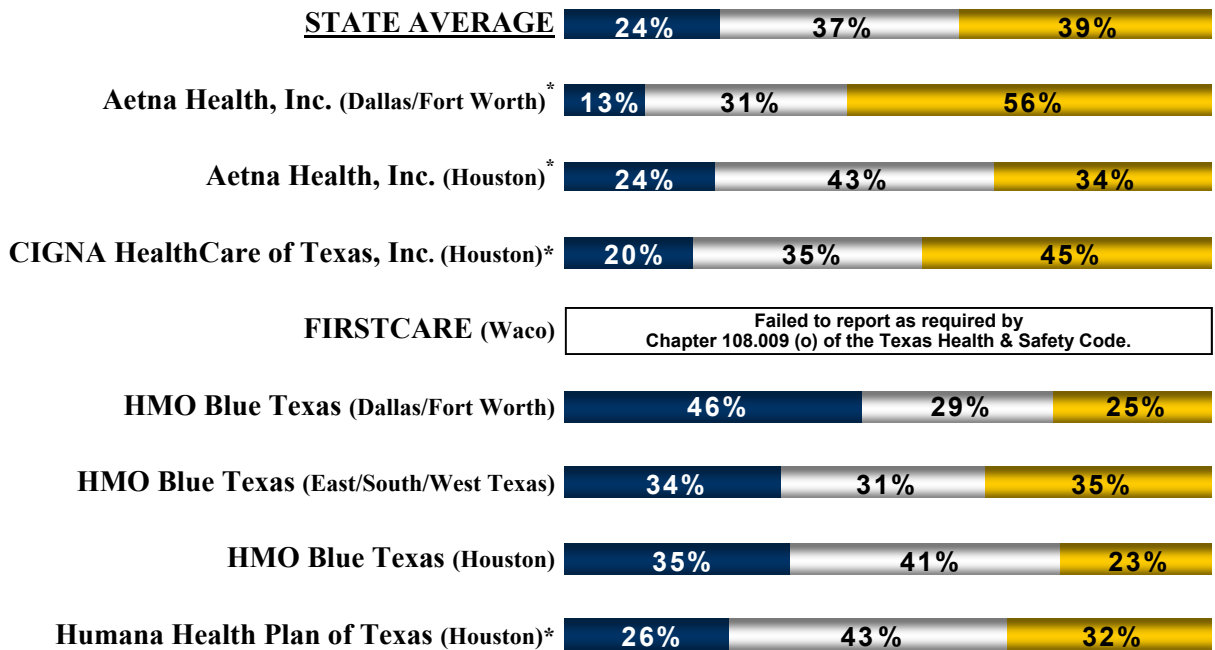 STATE AVERAGE 24% 37% 39%
Aetna Health, Inc. (Dallas/Fort Worth)* 13% 31% 56%
Aetna Health, Inc. (Houston)* 24% 43% 34%
CIGNA HealthCare of Texas, Inc. (Houston)* 20% 35% 45%
FIRSTCARE (Waco) Failed to report as required by
Chapter 108.009 (o) of the Texas Health & Safety Code.
HMO Blue Texas (Dallas/Fort Worth) 46% 29% 25%
HMO Blue Texas (East/South/West Texas) 34% 31% 35%
HMO Blue Texas (Houston) 35% 41% 23%
Humana Health Plan of Texas (Houston)* 26% 43% 32%